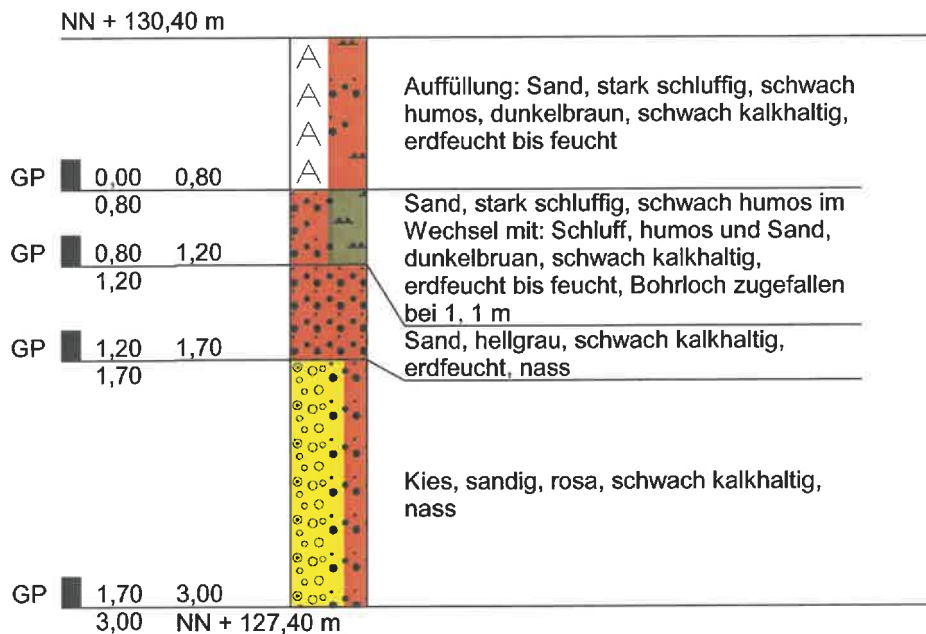 NN + 130,40 m
A
A
A
A
Auffüllung: Sand, stark schluffig, schwach
humos, dunkelbraun, schwach kalkhaltig,
erdfeucht bis feucht
GP 0,00 0,80
0,80
Sand, stark schluffig, schwach humos im
Wechsel mit: Schluff, humos und Sand,
dunkelbruan, schwach kalkhaltig,
erdfeucht bis feucht, Bohrloch zugefallen
bei 1, 1 m
GP 0,80 1,20
1,20
Sand, hellgrau, schwach kalkhaltig,
erdfeucht, nass
GP 1,20 1,70
1,70
Kies, sandig, rosa, schwach kalkhaltig,
nass
GP 1,70 3,00
3,00 NN + 127,40 m